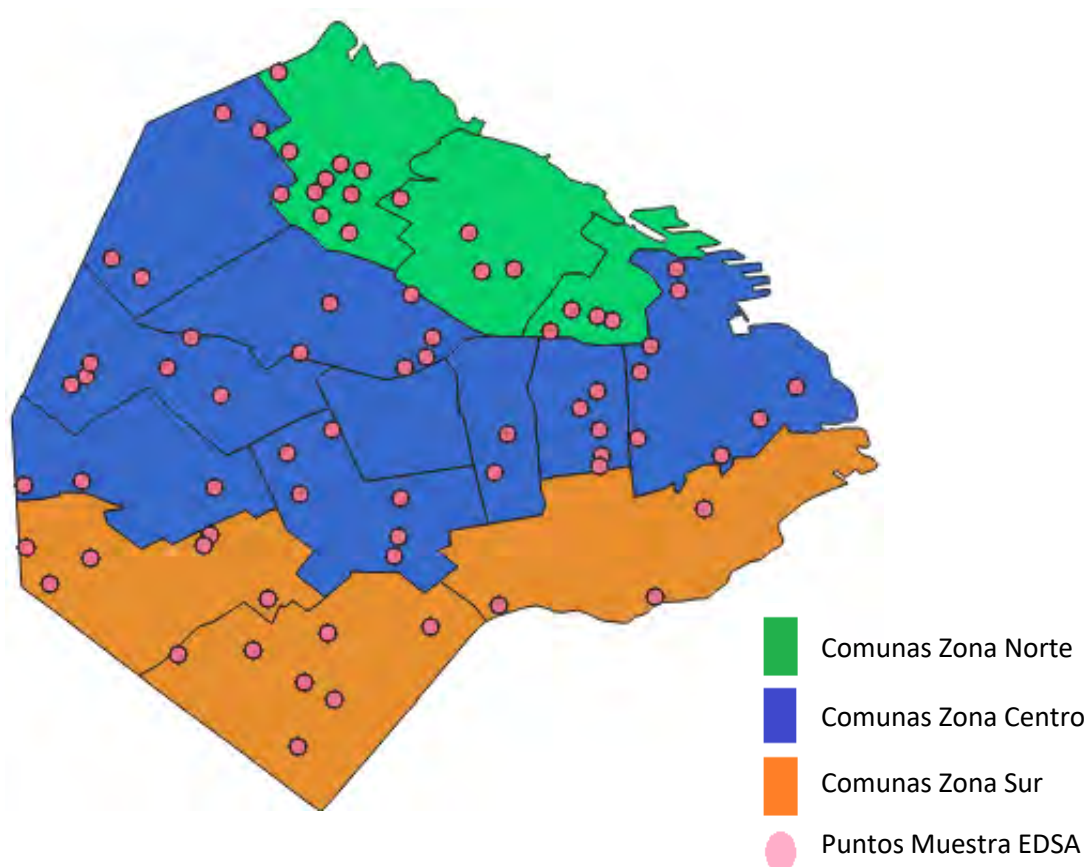 Comunas Zona Norte
Comunas Zona Centro
Comunas Zona Sur
Puntos Muestra EDSA